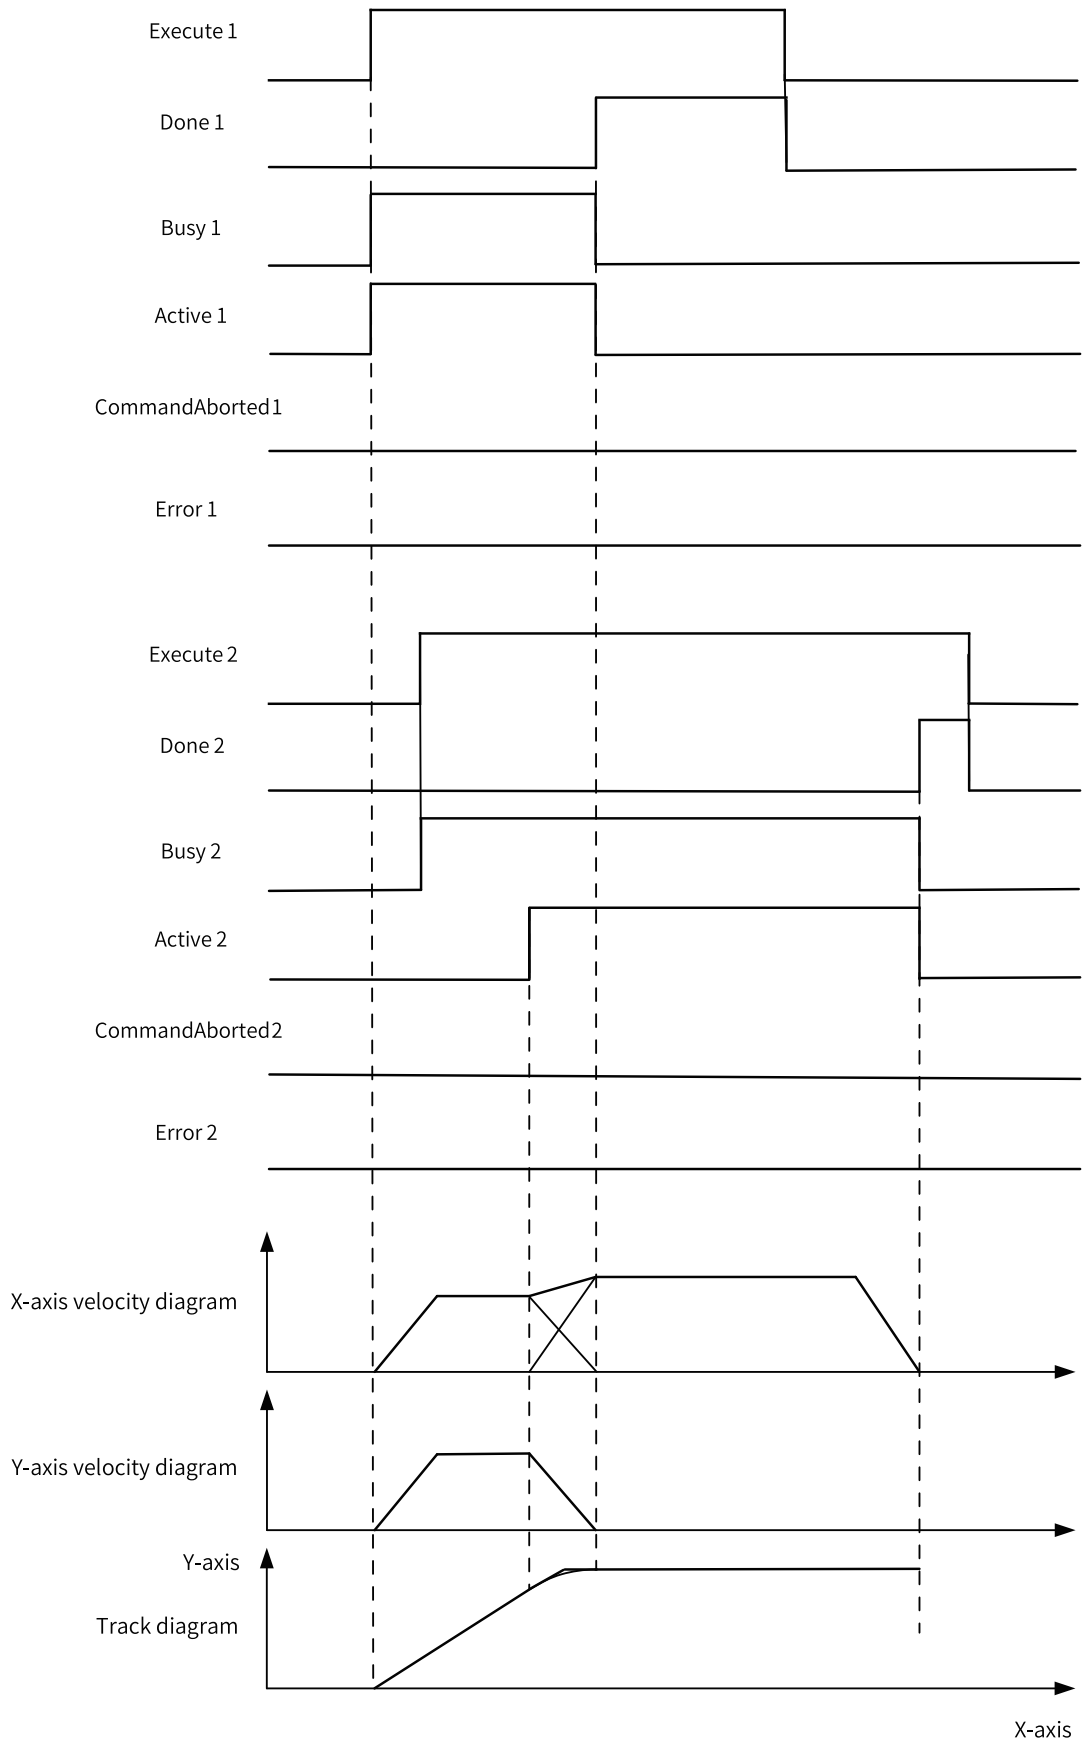 Execute 1
Done 1
Busy 1
Active 1
CommandAborted1
Error 1
Execute 2
Done 2
Busy 2
Active 2
CommandAborted2
Error 2
X-axis velocity diagram
Y-axis velocity diagram
Y-axis
Track diagram
X-axis